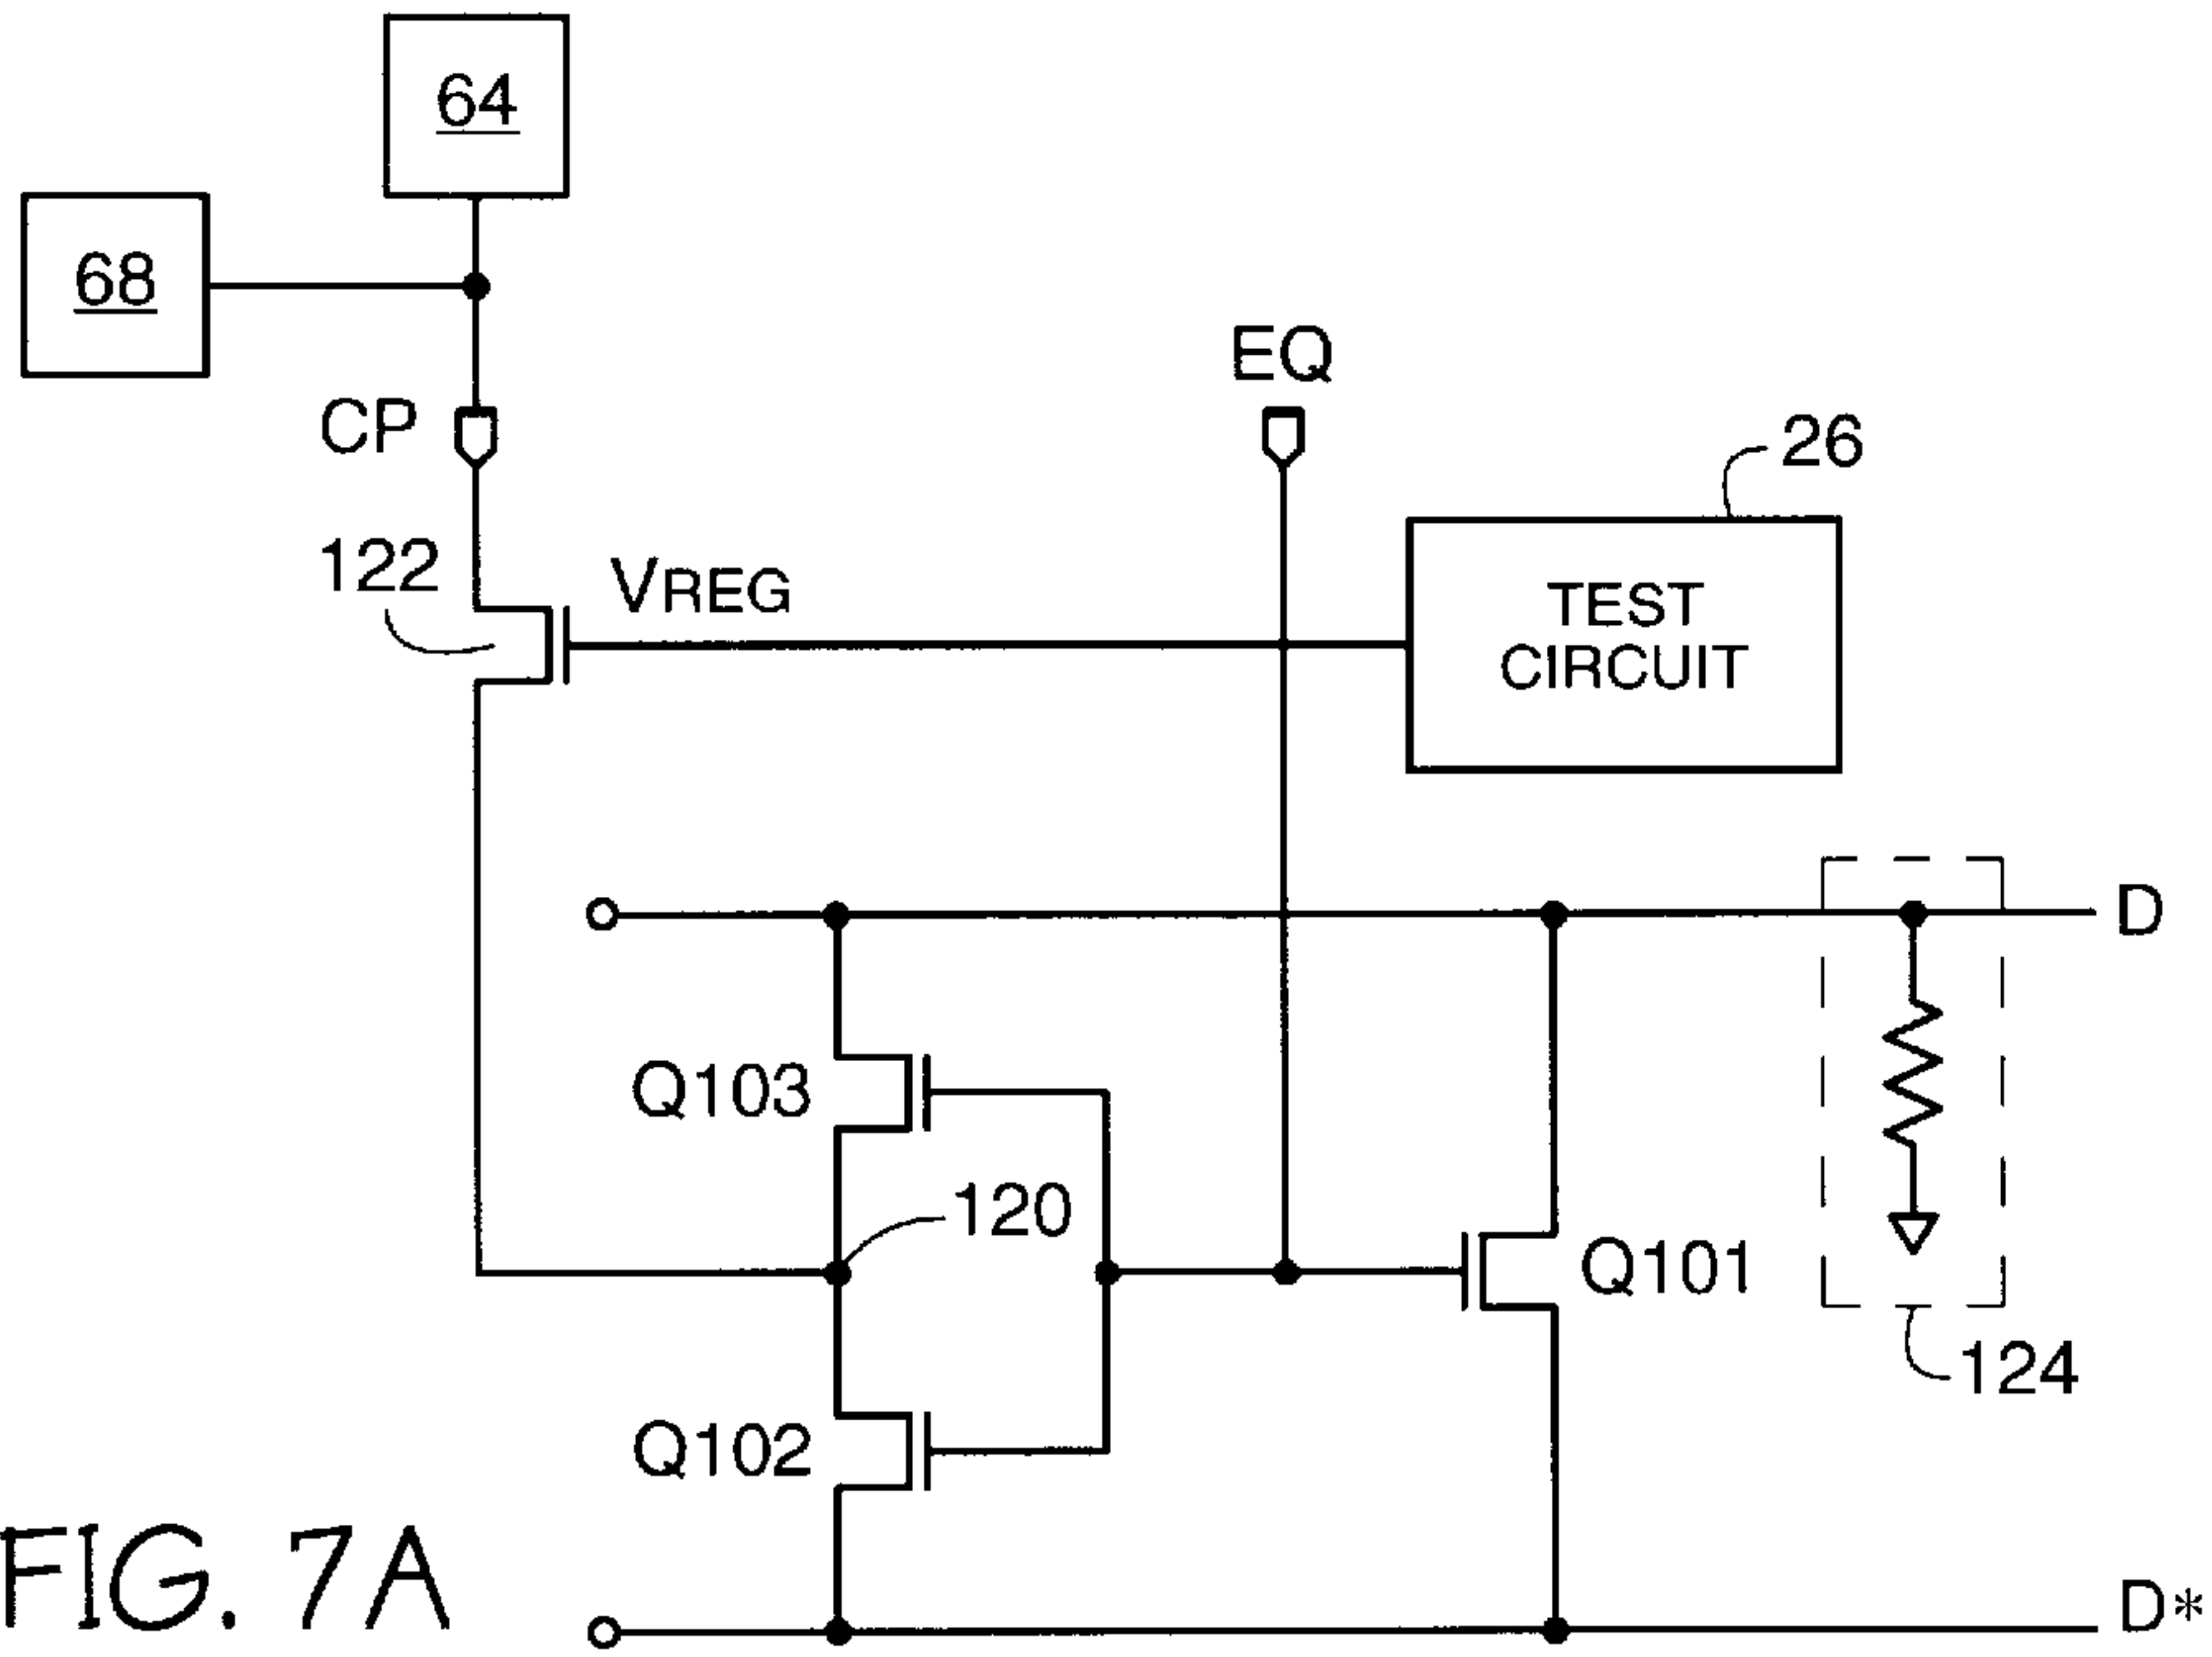 64
68
CP
EQ
26
122
VREG
TEST
CIRCUIT
D
Q103
120
Q101
124
Q102
D*
FIG. 7A